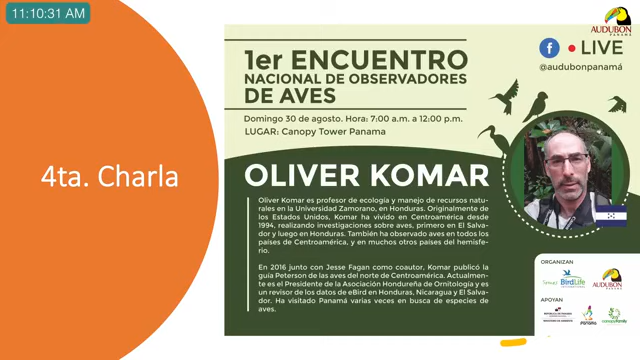 11:10:31 AM
4ta. Charla
1er ENCUENTRO
NACIONAL DE OBSERVADORES
DE AVES
Domingo 30 de agosto. Hora: 7:00 a.m. a 12:00 p.m.
LUGAR: Canopy Tower Panama
AUDUBON
PANAMÁ
LIVE
@audubonpanamá
OLIVER KOMAR
Oliver Komar es profesor de ecología y manejo de recursos natu-
rales en la Universidad Zamorano, en Honduras. Originalmente de
los Estados Unidos, Komar ha vivido en Centroamérica desde
1994, realizando investigaciones sobre aves, primero en El Salva-
dor y luego en Honduras. También ha observado aves en todos los
países de Centroamérica, y en muchos otros países del hemisfe-
rio.
En 2016 junto con Jesse Fagan como coautor, Komar publicó la
guía Peterson de las aves del norte de Centroamérica. Actualmen-
te es el Presidente de la Asociación Hondureña de Ornitología y es
un revisor de los datos de eBird en Honduras, Nicaragua y El Salva-
dor. Ha visitado Panamá varias veces en busca de especies de
aves.
ORGANIZAN
BirdLife
INTERNATIONAL
AUDUBON
PANAMÁ
APOYAN